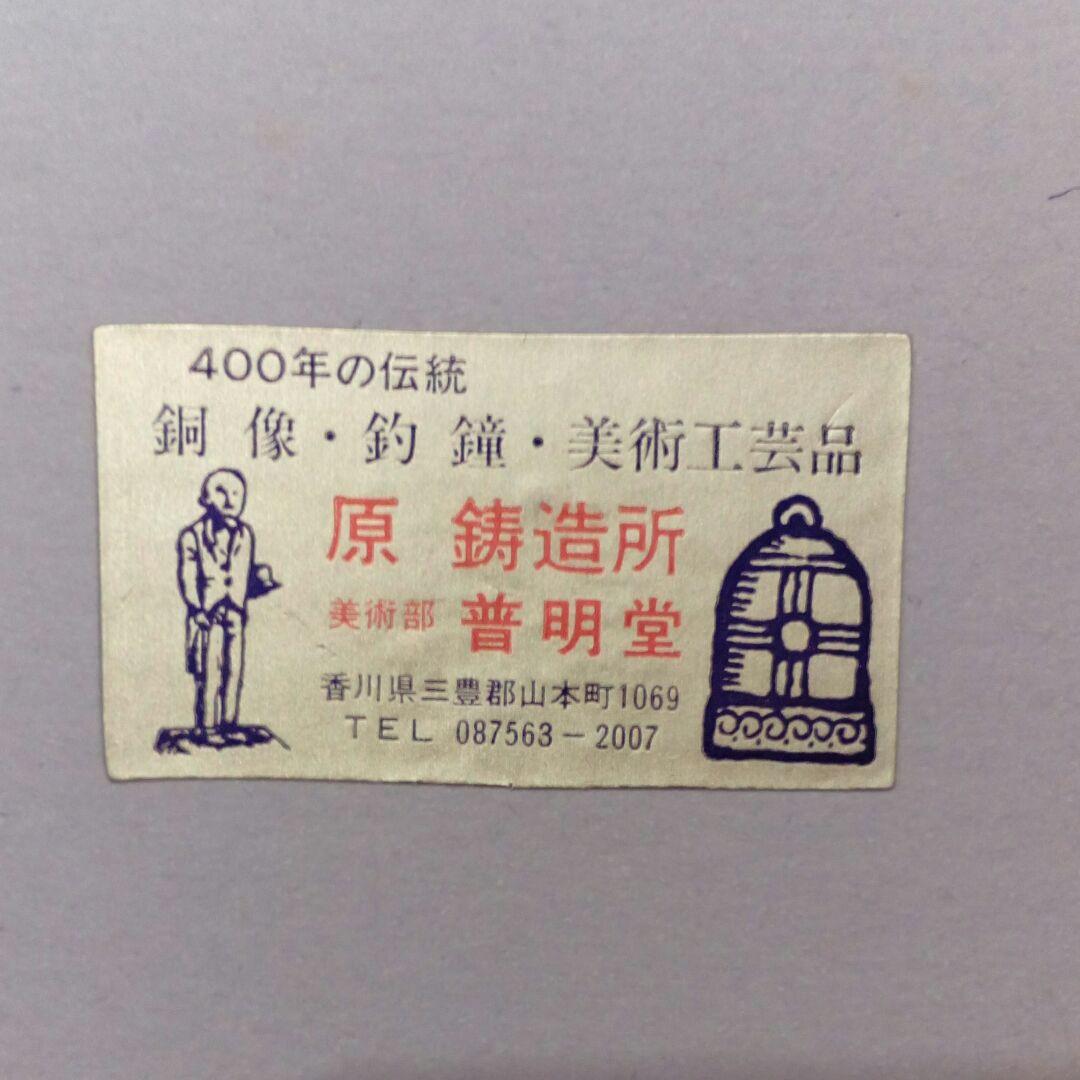 400年の伝統
銅像・釣鐘・美術工芸品
原 鋳造所
美術部 普明堂
香川県三豊郡山本町1069
TEL 087563-2007